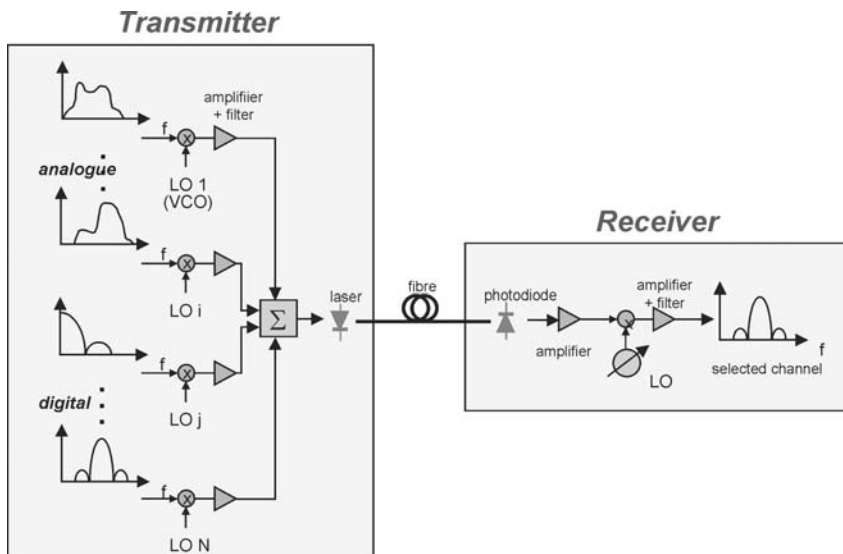 Transmitter
amplifiier
+ filter
f
X
analogue
LO 1
(VCO)
f
X
LO i
f
X
LO j
digital
f
X
LO N
Σ
laser
fibre
Receiver
photodiode
amplifier
amplifier
+ filter
X
LO
f
selected channel